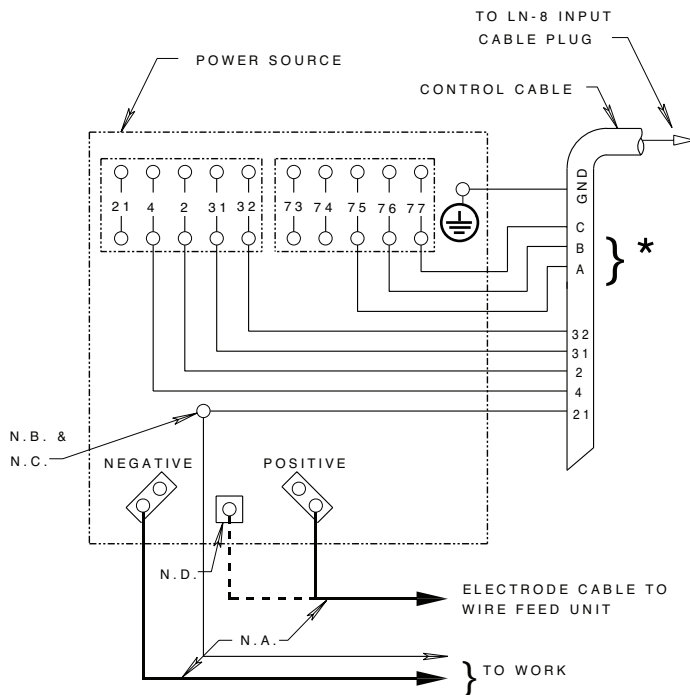 TO LN-8 INPUT
CABLE PLUG
POWER SOURCE
CONTROL CABLE
21 4 2 31 32 73 74 75 76 77
GND
C
B
A
} *
32
31
2
4
21
N.B. &
N.C.
NEGATIVE
POSITIVE
N.D.
ELECTRODE CABLE TO
WIRE FEED UNIT
N.A.
} TO WORK